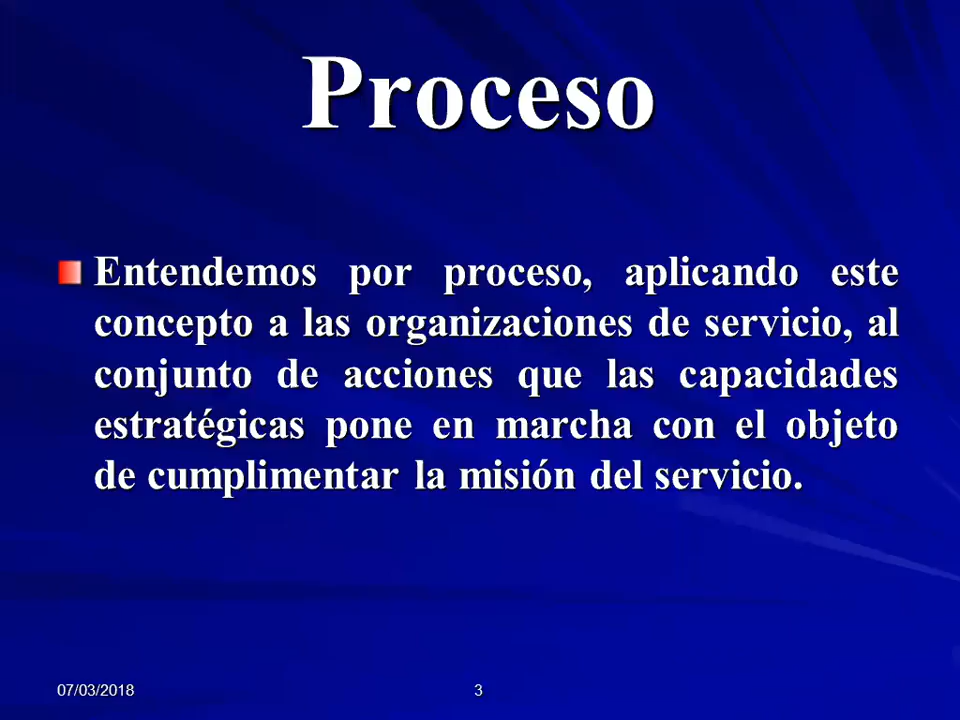 Proceso
Entendemos por proceso, aplicando este
concepto a las organizaciones de servicio, al
conjunto de acciones que las capacidades
estratégicas pone en marcha con el objeto
de cumplimentar la misión del servicio.
07/03/2018
3